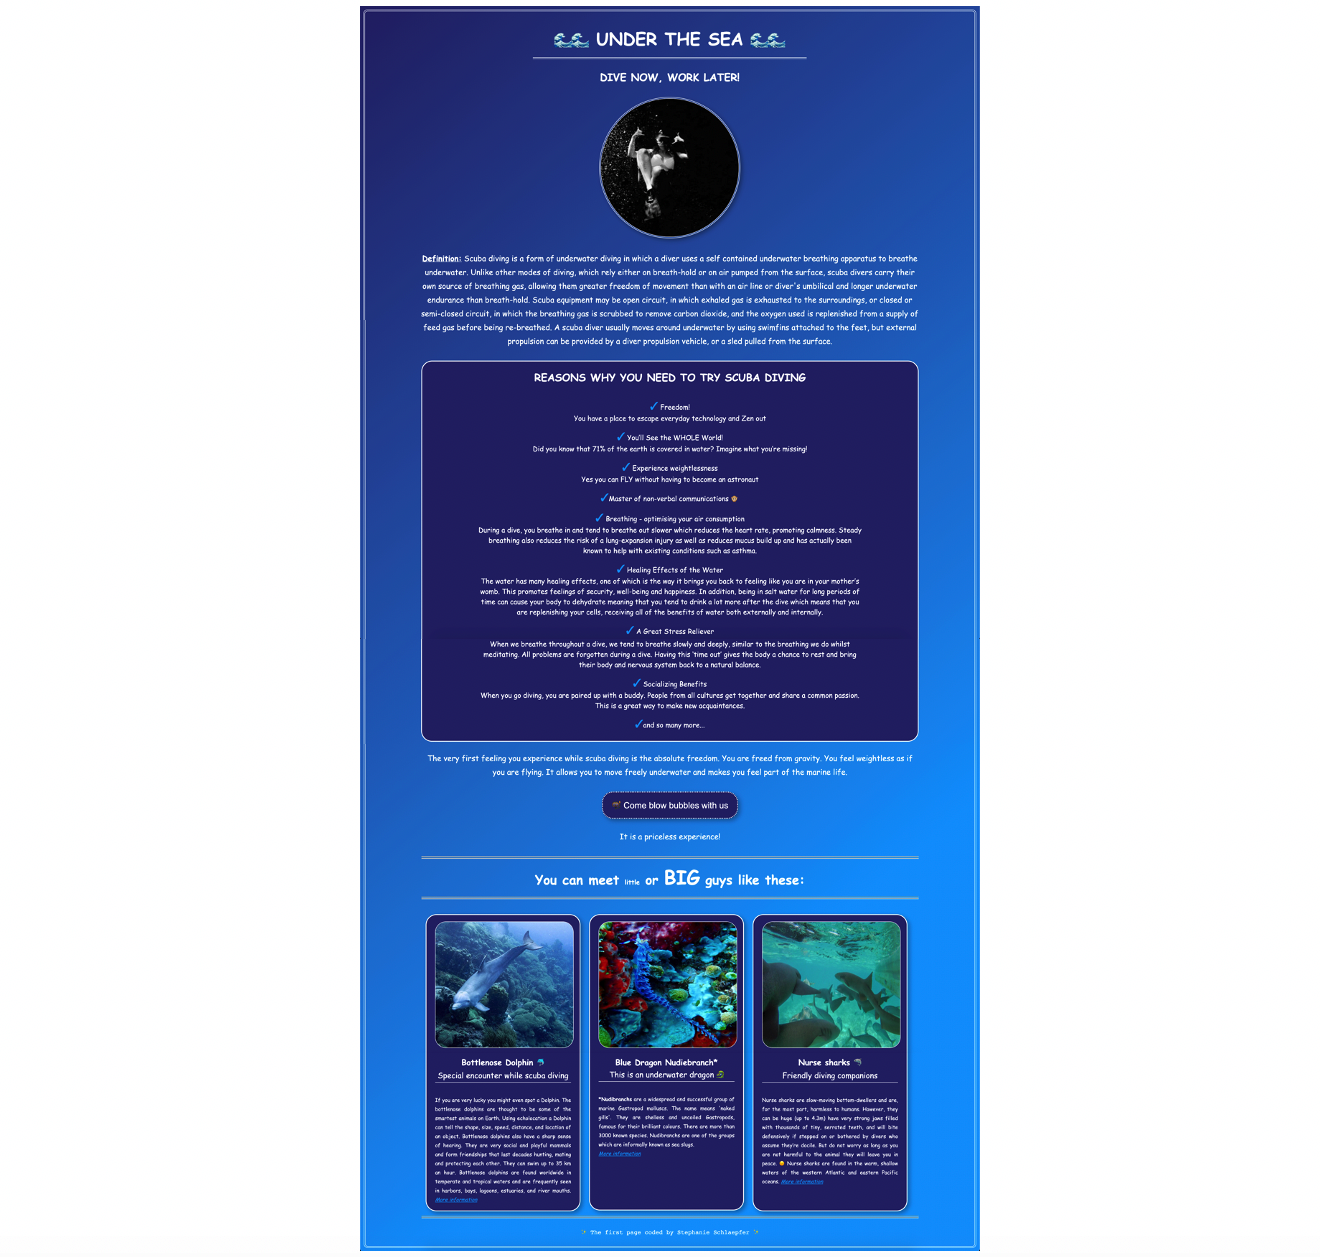 UNDER THE SEA
DIVE NOW, WORK LATER!
Definition: Scuba diving is a form of underwater diving in which a diver uses a self contained underwater breathing apparatus to breathe
underwater. Unlike other modes of diving, which rely either on breath-hold or on air pumped from the surface, scuba divers carry their
own source of breathing gas, allowing them greater freedom of movement than with an air line or diver's umbilical and longer underwater
endurance than breath-hold. Scuba equipment may be open circuit, in which exhaled gas is exhausted to the surroundings, or closed or
semi-closed circuit, in which the breathing gas is scrubbed to remove carbon dioxide, and the oxygen used is replenished from a supply of
feed gas before being re-breathed. A scuba diver usually moves around underwater by using swimfins attached to the feet, but external
propulsion can be provided by a diver propulsion vehicle, or a sled pulled from the surface.
REASONS WHY YOU NEED TO TRY SCUBA DIVING
✓ Freedom!
You have a place to escape everyday technology and Zen out
✓ You'll See the WHOLE World!
Did you know that 71% of the earth is covered in water? Imagine what you're missing!
✓ Experience weightlessness
Yes you can FLY without having to become an astronaut
✓Master of non-verbal communications
✓ Breathing - optimising your air consumption
During a dive, you breathe in and tend to breathe out slower which reduces the heart rate, promoting calmness. Steady
breathing also reduces the risk of a lung-expansion injury as well as reduces mucus build up and has actually been
known to help with existing conditions such as asthma.
✓ Healing Effects of the Water
The water has many healing effects, one of which is the way it brings you back to feeling like you are in your mother's
womb. This promotes feelings of security, well-being and happiness. In addition, being in salt water for long periods of
time can cause your body to dehydrate meaning that you tend to drink a lot more after the dive which means that you
are replenishing your cells, receiving all of the benefits of water both externally and internally.
✓ A Great Stress Reliever
When we breathe throughout a dive, we tend to breathe slowly and deeply, similar to the breathing we do whilst
meditating. All problems are forgotten during a dive. Having this 'time out' gives the body a chance to rest and bring
their body and nervous system back to a natural balance.
✓ Socializing Benefits
When you go diving, you are paired up with a buddy. People from all cultures get together and share a common passion.
This is a great way to make new acquaintances.
✓and so many more...
The very first feeling you experience while scuba diving is the absolute freedom. You are freed from gravity. You feel weightless as if
you are flying. It allows you to move freely underwater and makes you feel part of the marine life.
Come blow bubbles with us
It is a priceless experience!
You can meet little or BIG guys like these:
Bottlenose Dolphin
Special encounter while scuba diving
If you are very lucky you might even spot a Dolphin. The
bottlenose dolphins are thought to be some of the
smartest animals on Earth. Using echolocation a Dolphin
can tell the shape, size, speed, distance, and location of
an object. Bottlenose dolphins also have a sharp sense
of hearing. They are very social and playful mammals
and form friendships that last decades hunting, mating
and protecting each other. They can swim up to 35 km
an hour. Bottlenose dolphins are found worldwide in
temperate and tropical waters and are frequently seen
in harbors, bays, lagoons, estuaries, and river mouths.
More information
Blue Dragon Nudiebranch*
This is an underwater dragon
*Nudibranchs are a widespread and successful group of
marine Gastropod molluscs. The name means 'naked
gills'. They are shelless and uncoiled Gastropods,
famous for their brilliant colours. There are more than
3000 known species. Nudibranchs are one of the groups
which are informally known as sea slugs.
More information
Nurse sharks
Friendly diving companions
Nurse sharks are slow-moving bottom-dwellers and are,
for the most part, harmless to humans. However, they
can be huge (up to 4.3m) have very strong jaws filled
with thousands of tiny, serrated teeth, and will bite
defensively if stepped on or bothered by divers who
assume they're docile. But do not worry as long as you
are not harmful to the animal they will leave you in
peace. Nurse sharks are found in the warm, shallow
waters of the western Atlantic and eastern Pacific
oceans. More information
The first page coded by Stephanie Schlaepfer